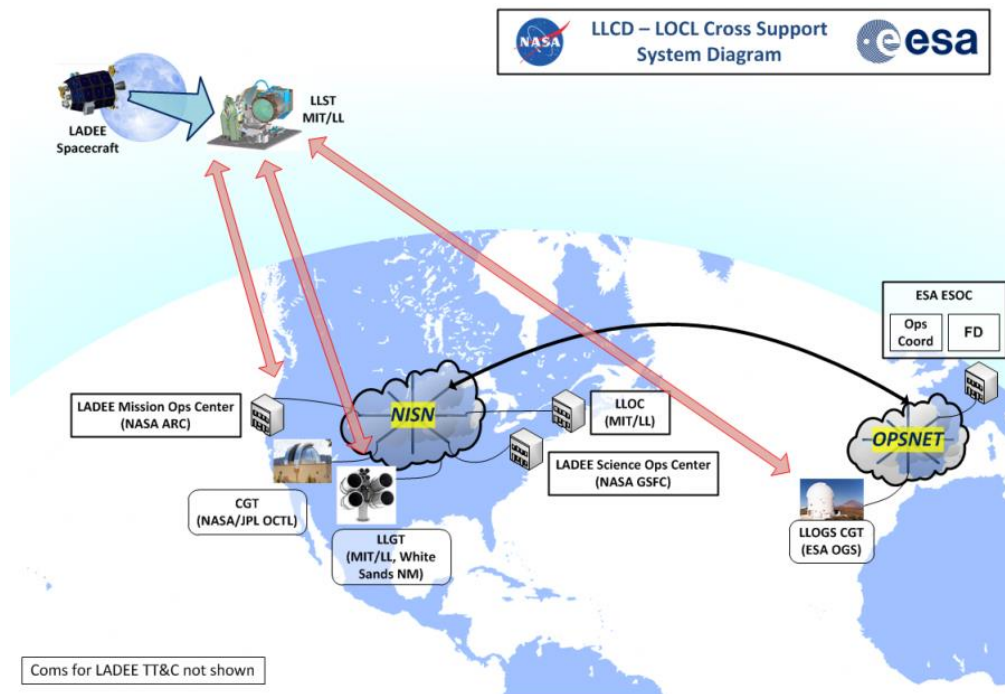 NASA
LLCD – LOCL Cross Support
System Diagram
esa
LLST
MIT/LL
LADEE
Spacecraft
ESA ESOC
Ops
Coord
FD
LADEE Mission Ops Center
(NASA ARC)
NISN
LLOC
(MIT/LL)
OPSNET
LADEE Science Ops Center
(NASA GSFC)
CGT
(NASA/JPL OCTL)
LLGT
(MIT/LL, White
Sands NM)
LLOGS CGT
(ESA OGS)
Coms for LADEE TT&C not shown